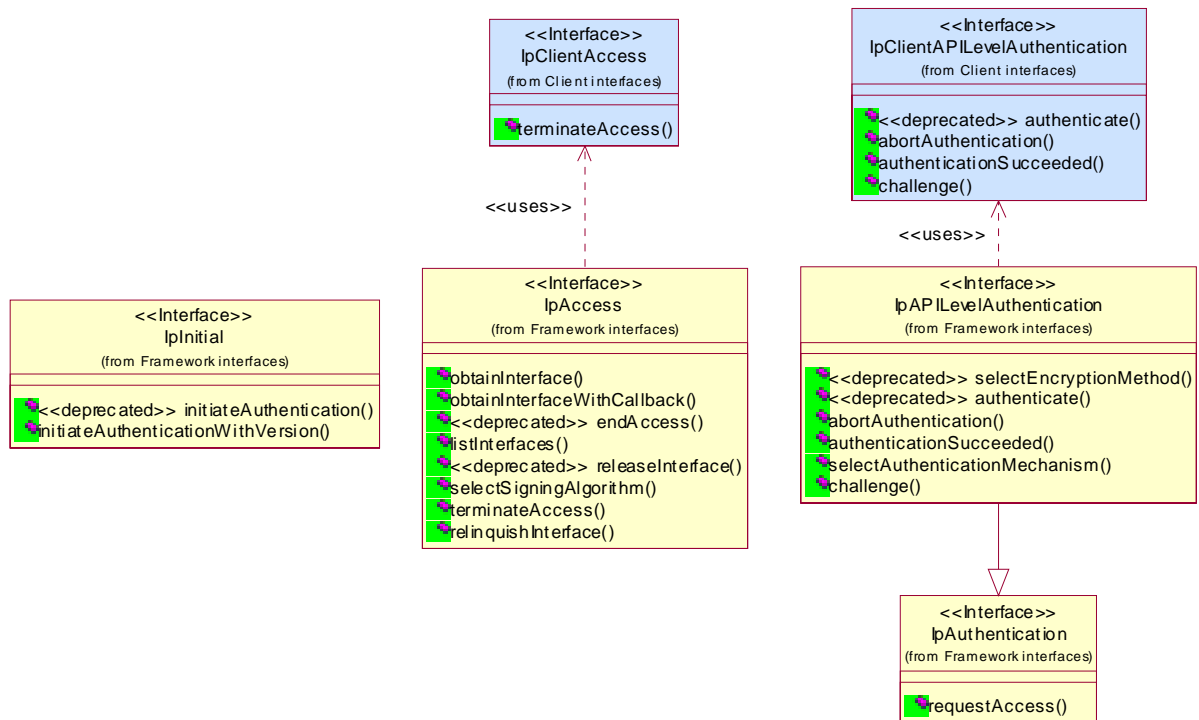 <<Interface>>
IpClientAccess
(from Client interfaces)
terminateAccess()
<<uses>>
<<Interface>>
IpClientAPILevelAuthentication
(from Client interfaces)
<<deprecated>> authenticate()
abortAuthentication()
authenticationSucceeded()
challenge()
<<uses>>
<<Interface>>
IpInitial
(from Framework interfaces)
<<deprecated>> initiateAuthentication()
initiateAuthenticationWithVersion()
<<Interface>>
IpAccess
(from Framework interfaces)
obtainInterface()
obtainInterfaceWithCallback()
<<deprecated>> endAccess()
listInterfaces()
<<deprecated>> releaseInterface()
selectSigningAlgorithm()
terminateAccess()
relinquishInterface()
<<Interface>>
IpAPILevelAuthentication
(from Framework interfaces)
<<deprecated>> selectEncryptionMethod()
<<deprecated>> authenticate()
abortAuthentication()
authenticationSucceeded()
selectAuthenticationMechanism()
challenge()
<<Interface>>
IpAuthentication
(from Framework interfaces)
requestAccess()